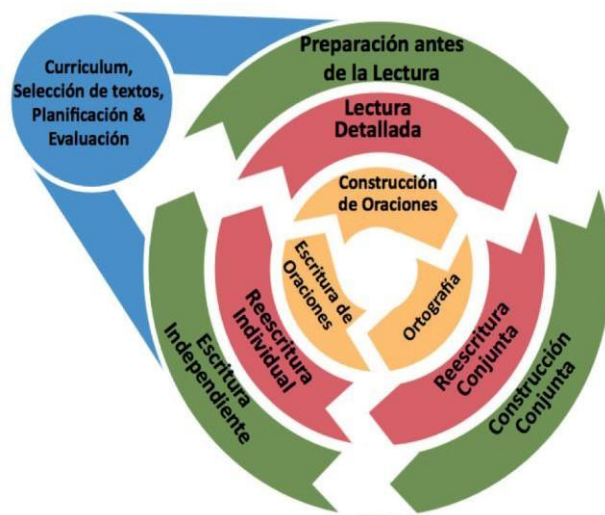 Curriculum,
Selección de textos,
Planificación &
Evaluación
Preparación antes
de la Lectura
Lectura
Detallada
Construcción
de Oraciones
Escritura de
Oraciones
Ortografía
Reescritura
Individual
Reescritura
Conjunta
Escritura
Independiente
Construcción
Conjunta